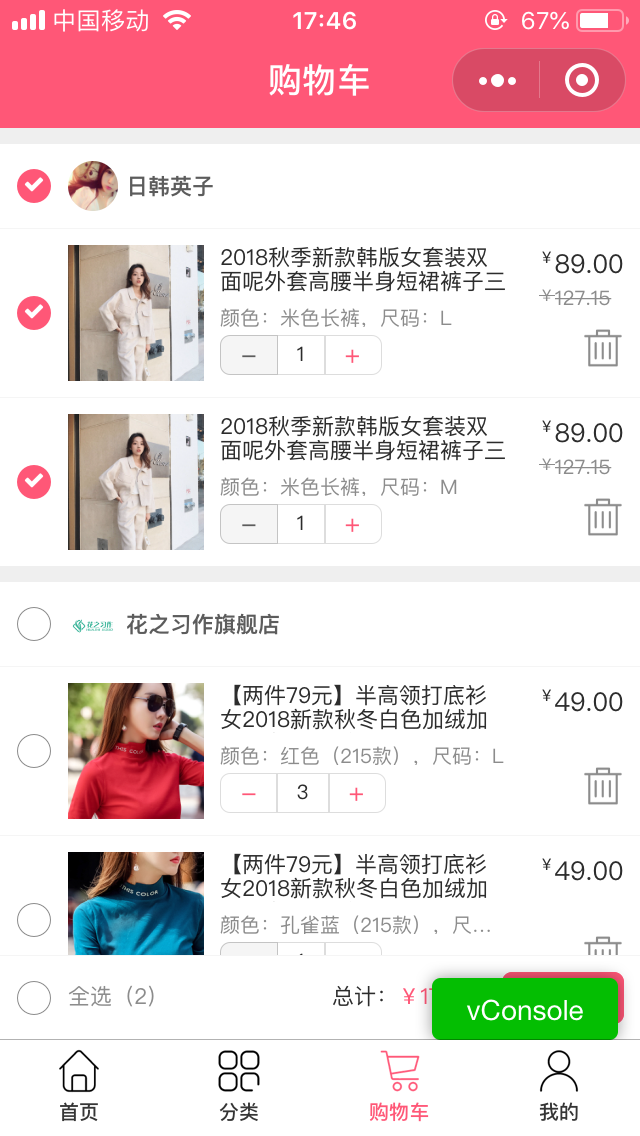 中国移动
17:46
67%
购物车
日韩英子
2018秋季新款韩版女套装双
面呢外套高腰半身短裙裤子三
¥89.00
¥127.15
颜色：米色长裤，尺码：L
1
2018秋季新款韩版女套装双
面呢外套高腰半身短裙裤子三
¥89.00
¥127.15
颜色：米色长裤，尺码：M
1
花之习作
花之习作旗舰店
【两件79元】半高领打底衫
女2018新款秋冬白色加绒加
¥49.00
THIS COLOR
颜色：红色（215款），尺码：L
3
【两件79元】半高领打底衫
女2018新款秋冬白色加绒加
¥49.00
THIS COLOR
颜色：孔雀蓝（215款），尺...
全选（2）
总计：
¥17
vConsole
首页
分类
购物车
我的